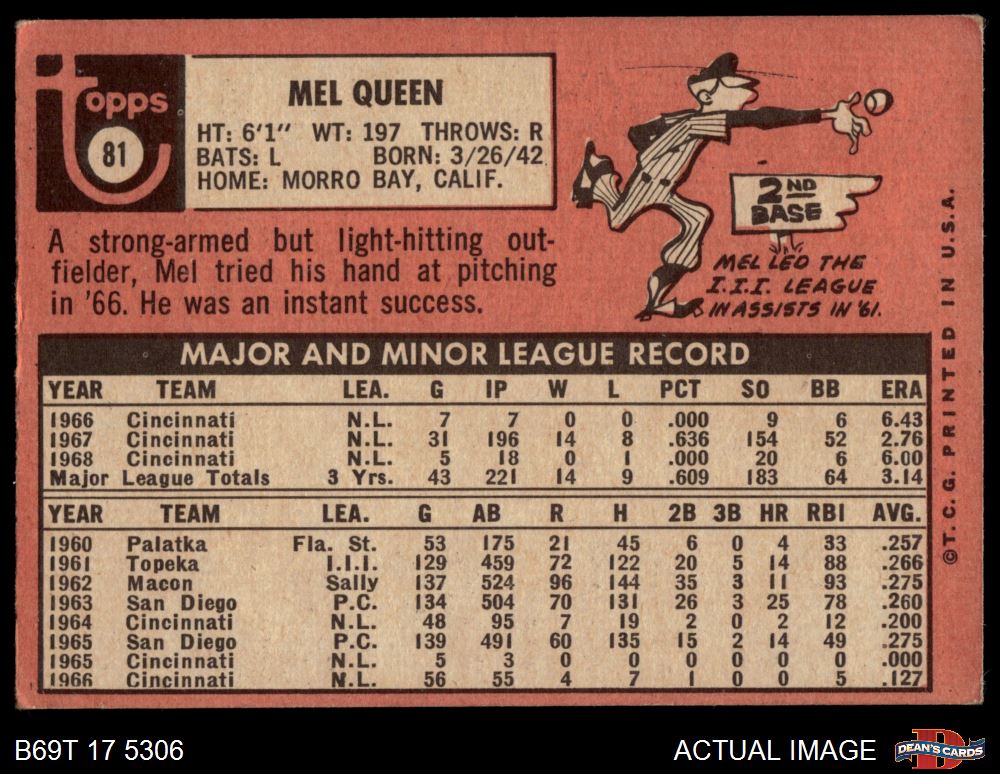 topps
81
MEL QUEEN
HT: 6'1" WT: 197 THROWS: R
BATS: L BORN: 3/26/42
HOME: MORRO BAY, CALIF.
A strong-armed but light-hitting out-
fielder, Mel tried his hand at pitching
in '66. He was an instant success.
2ND
BASE
MEL LED THE
I.I.I. LEAGUE
IN ASSISTS IN '61.
MAJOR AND MINOR LEAGUE RECORD
YEAR TEAM LEA. G IP W L PCT SO BB ERA
1966 Cincinnati N.L. 7 7 0 0 .000 9 6 6.43
1967 Cincinnati N.L. 31 196 14 8 .636 154 52 2.76
1968 Cincinnati N.L. 5 18 0 1 .000 20 6 6.00
Major League Totals 3 Yrs. 43 221 14 9 .609 183 64 3.14
YEAR TEAM LEA. G AB R H 2B 3B HR RBI AVG.
1960 Palatka Fla. St. 53 175 21 45 6 0 4 33 .257
1961 Topeka I.I.I. 129 459 72 122 20 5 14 88 .266
1962 Macon Sally 137 524 96 144 35 3 11 93 .275
1963 San Diego P.C. 134 504 70 131 26 3 25 78 .260
1964 Cincinnati N.L. 48 95 7 19 2 0 2 12 .200
1965 San Diego P.C. 139 491 60 135 15 2 14 49 .275
1965 Cincinnati N.L. 5 3 0 0 0 0 0 0 .000
1966 Cincinnati N.L. 56 55 4 7 1 0 0 5 .127
©T.C.G. PRINTED IN U.S.A.
B69T 17 5306
ACTUAL IMAGE
D
DEAN'S CARDS